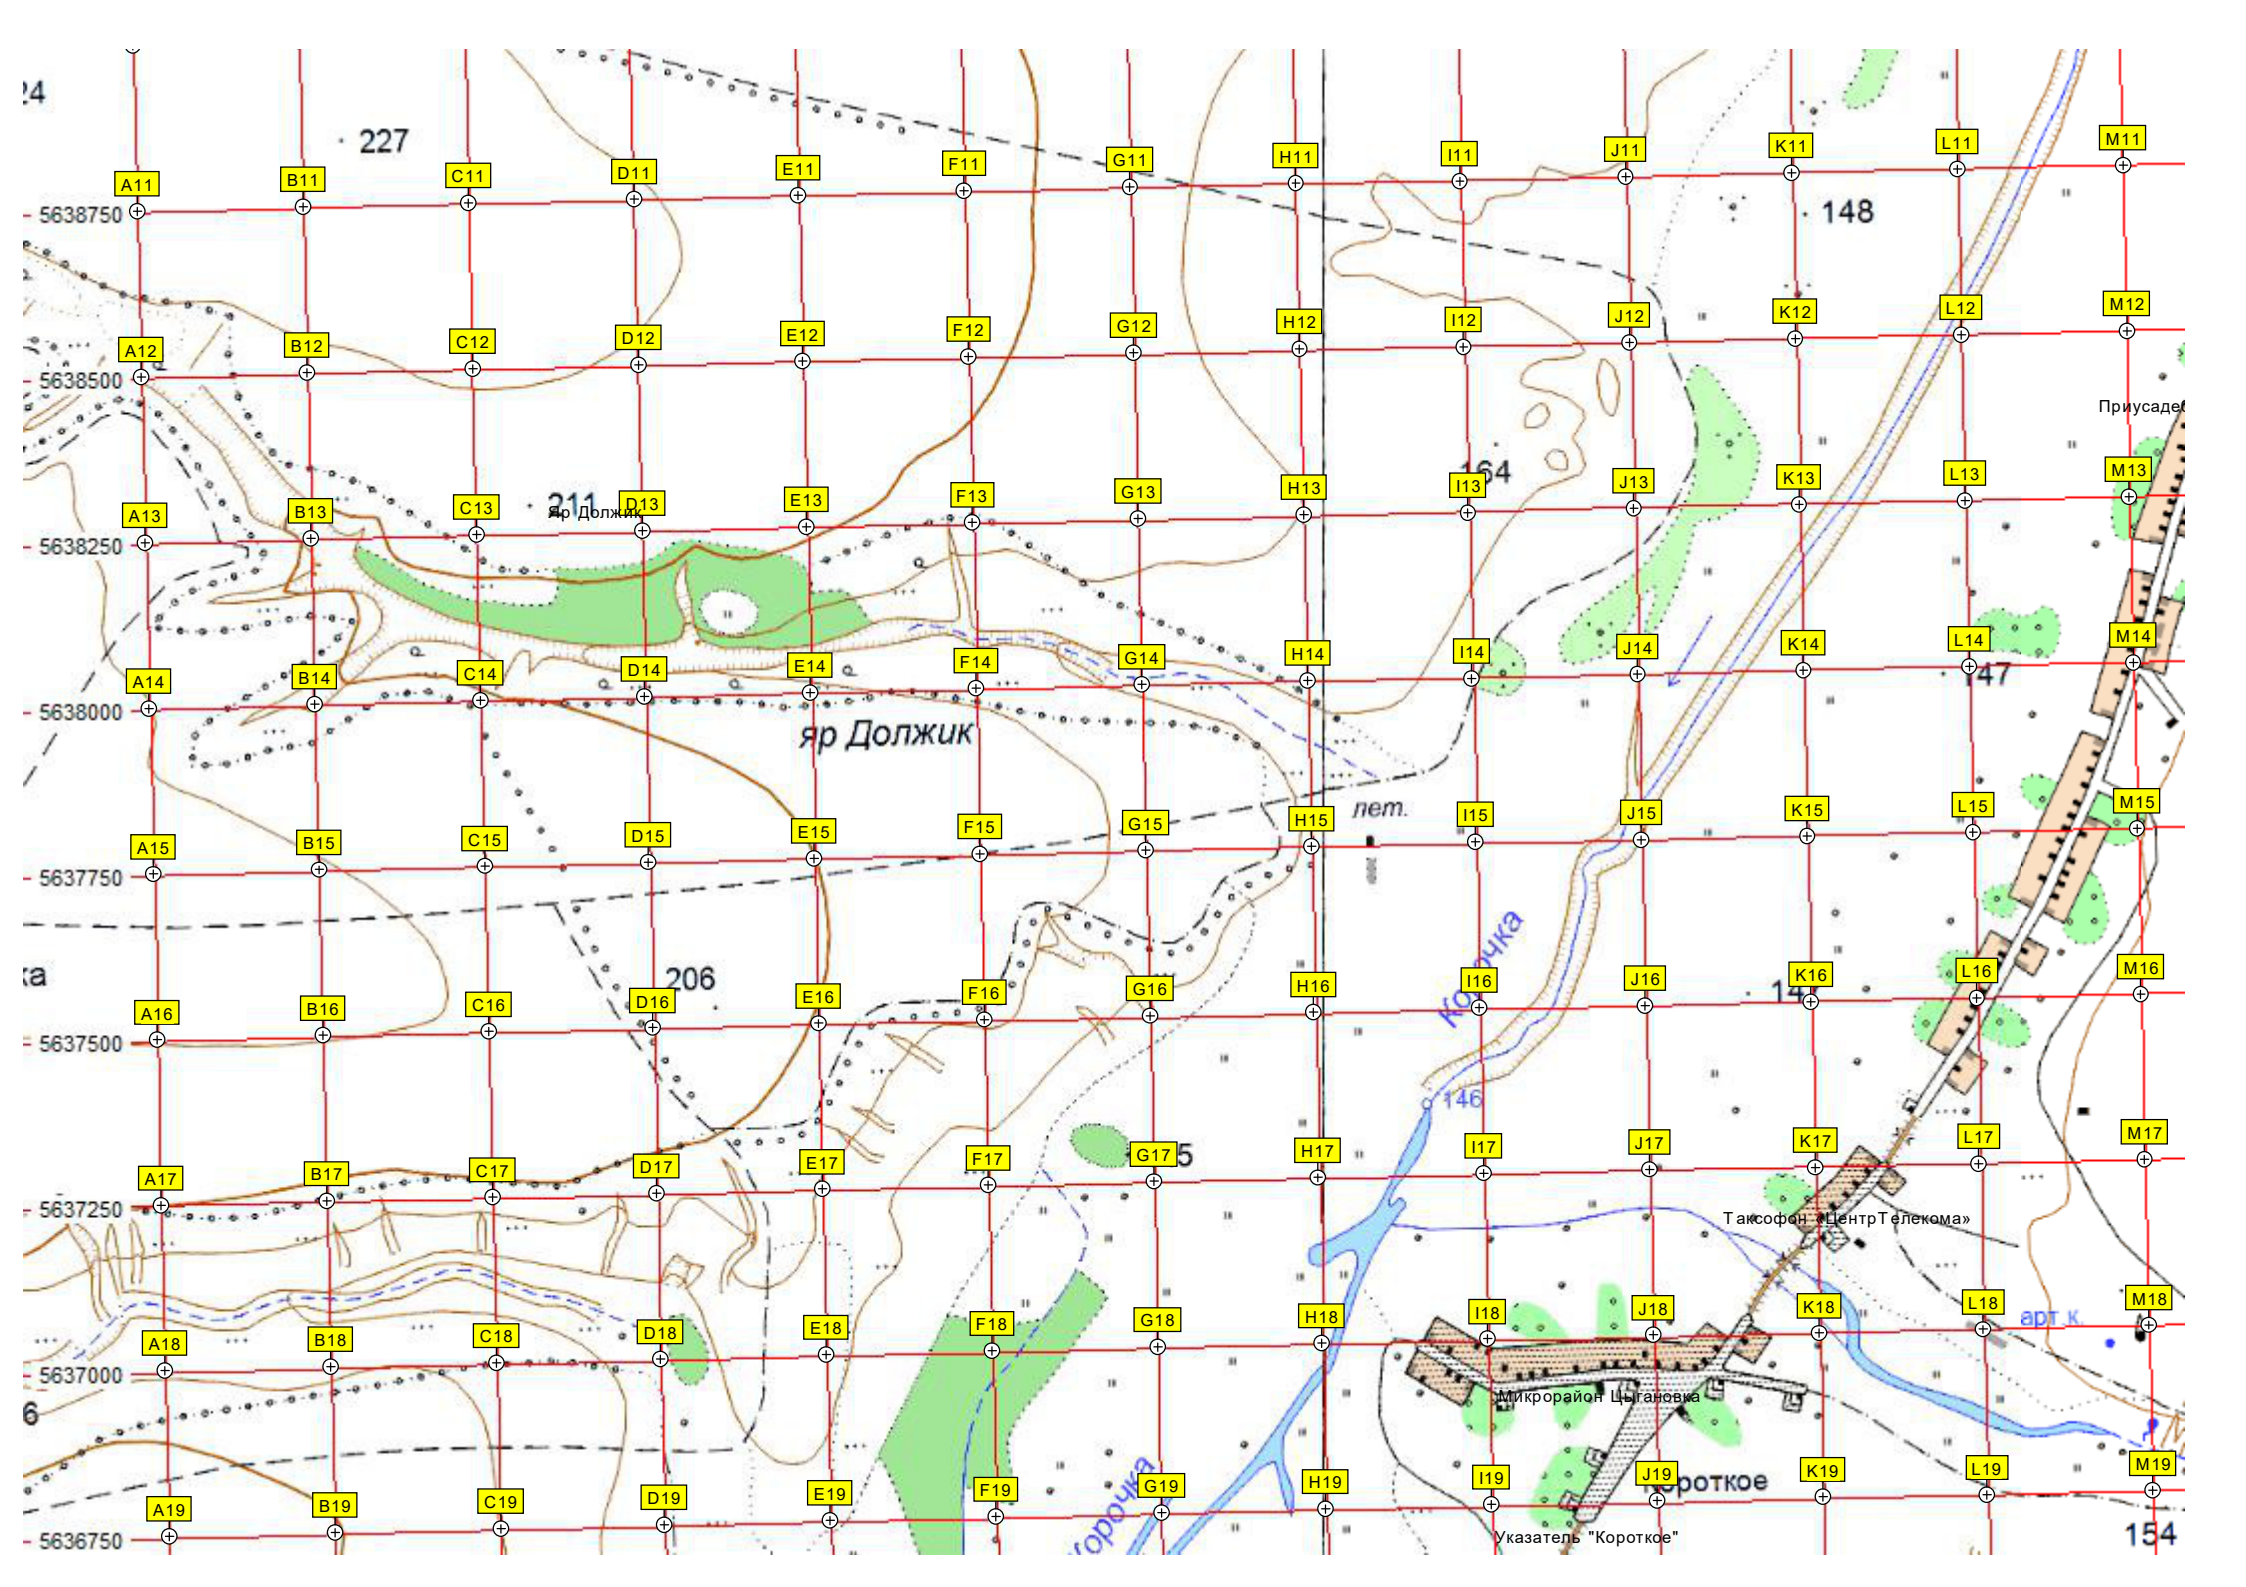 24
227
A11 B11 C11 D11 E11 F11 G11 H11 I11 J11 K11 L11 M11
5638750
148
A12 B12 C12 D12 E12 F12 G12 H12 I12 J12 K12 L12 M12
5638500
164
211
Яр Должик
A13 B13 C13 D13 E13 F13 G13 H13 I13 J13 K13 L13 M13
5638250
A14 B14 C14 D14 E14 F14 G14 H14 I14 J14 K14 L14 M14
5638000
яр Должик
лет.
A15 B15 C15 D15 E15 F15 G15 H15 I15 J15 K15 L15 M15
5637750
ка
206
Корочка
A16 B16 C16 D16 E16 F16 G16 H16 I16 J16 K16 L16 M16
5637500
146
A17 B17 C17 D17 E17 F17 G17 H17 I17 J17 K17 L17 M17
5637250
Таксофон «ЦентрТелекома»
арт.к.
A18 B18 C18 D18 E18 F18 G18 H18 I18 J18 K18 L18 M18
5637000
Микрорайон Цыгановка
6
Короткое
Корочка
A19 B19 C19 D19 E19 F19 G19 H19 I19 J19 K19 L19 M19
5636750
Указатель "Короткое"
154